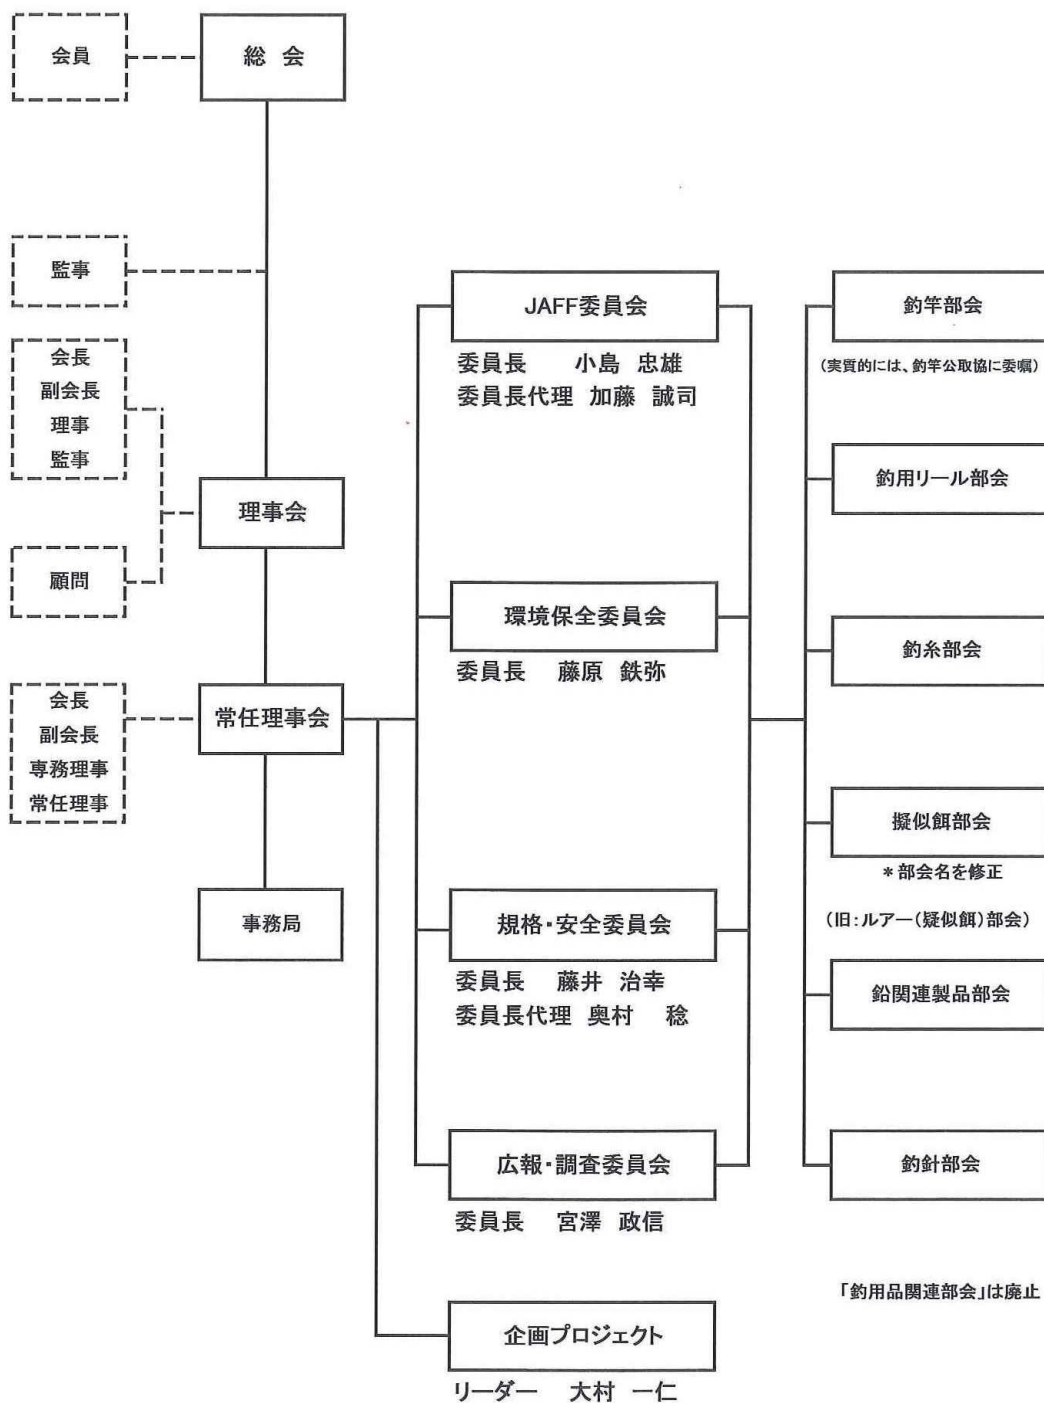 会員
総 会
監事
会長
副会長
理事
監事
理事会
顧問
会長
副会長
専務理事
常任理事
常任理事会
事務局
JAFF委員会
委員長 小島 忠雄
委員長代理 加藤 誠司
環境保全委員会
委員長 藤原 鉄弥
規格・安全委員会
委員長 藤井 治幸
委員長代理 奥村 稔
広報・調査委員会
委員長 宮澤 政信
企画プロジェクト
リーダー 大村 一仁
釣竿部会
(実質的には、釣竿公取協に委嘱)
釣用リール部会
釣糸部会
擬似餌部会
*部会名を修正
(旧:ルアー(疑似餌)部会)
鉛関連製品部会
釣針部会
「釣用品関連部会」は廃止